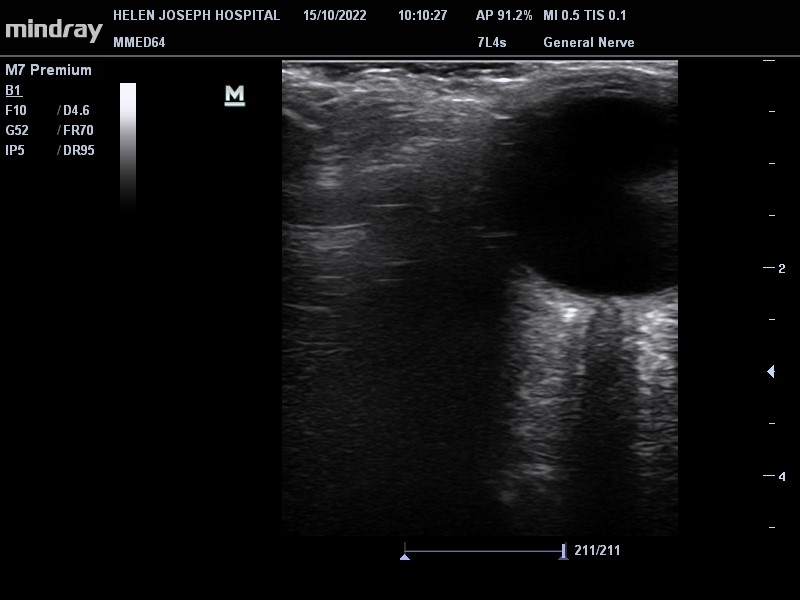 mindray
HELEN JOSEPH HOSPITAL 15/10/2022 10:10:27 AP 91.2% MI 0.5 TIS 0.1
MMED64 7L4s General Nerve
M7 Premium
B1
F10 / D4.6
G52 / FR70
IP5 / DR95
M
2
4
211/211